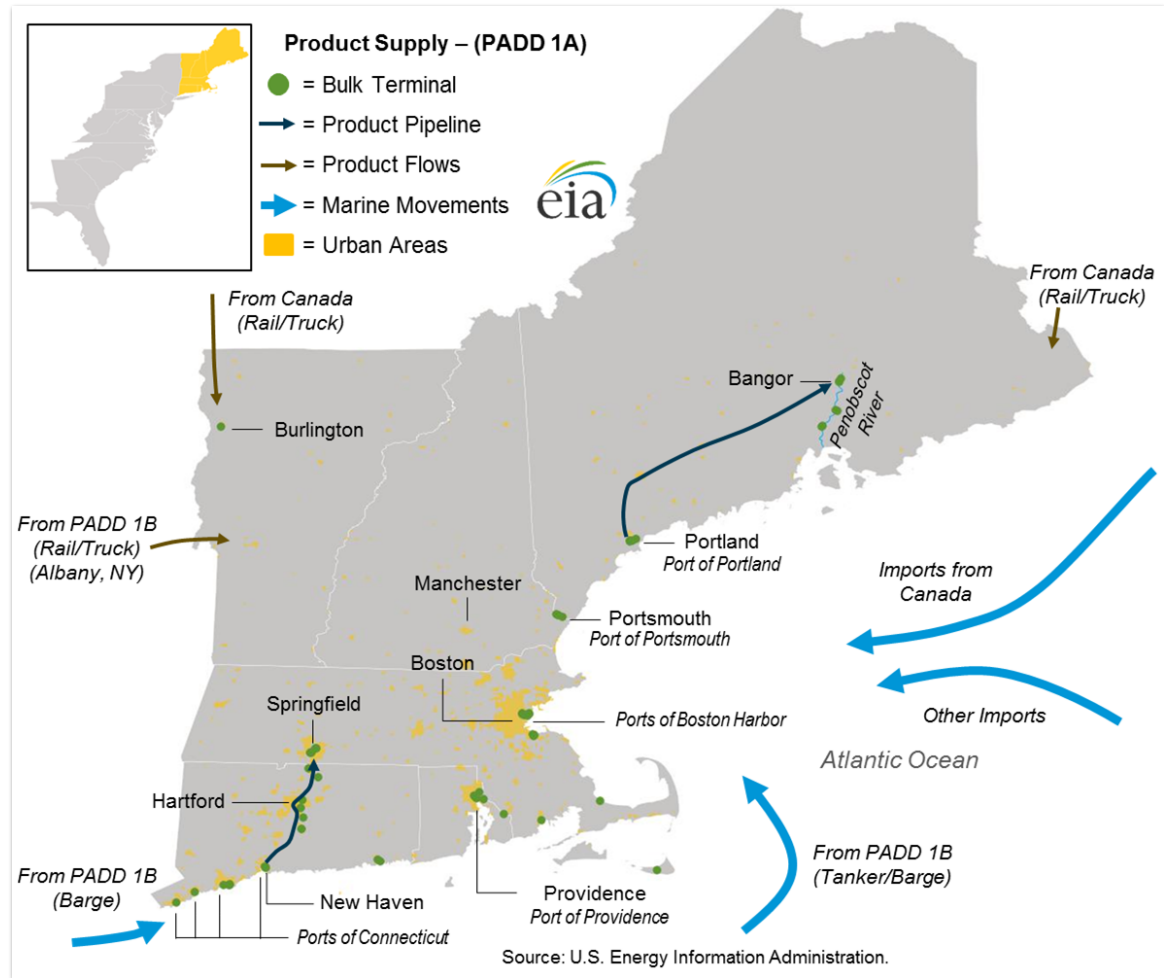 Product Supply – (PADD 1A)
= Bulk Terminal
= Product Pipeline
= Product Flows
= Marine Movements
= Urban Areas
eia
From Canada
(Rail/Truck)
From Canada
(Rail/Truck)
Bangor
Penobscot
River
Burlington
From PADD 1B
(Rail/Truck)
(Albany, NY)
Portland
Port of Portland
Manchester
Imports from
Canada
Portsmouth
Port of Portsmouth
Boston
Springfield
Ports of Boston Harbor
Other Imports
Atlantic Ocean
Hartford
From PADD 1B
(Barge)
From PADD 1B
(Tanker/Barge)
New Haven
Providence
Port of Providence
Ports of Connecticut
Source: U.S. Energy Information Administration.